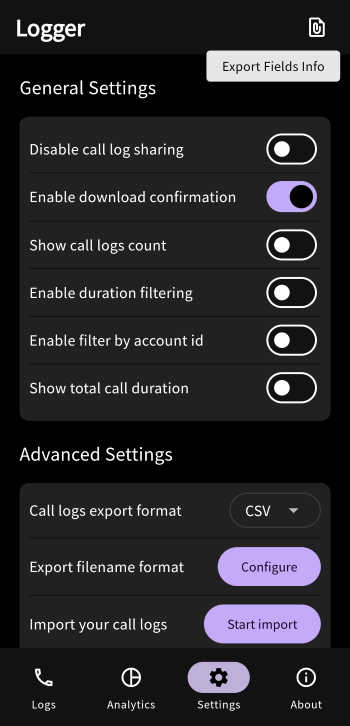 Logger
Export Fields Info
General Settings
Disable call log sharing
Enable download confirmation
Show call logs count
Enable duration filtering
Enable filter by account id
Show total call duration
Advanced Settings
Call logs export format CSV
Export filename format Configure
Import your call logs Start import
Logs Analytics Settings About